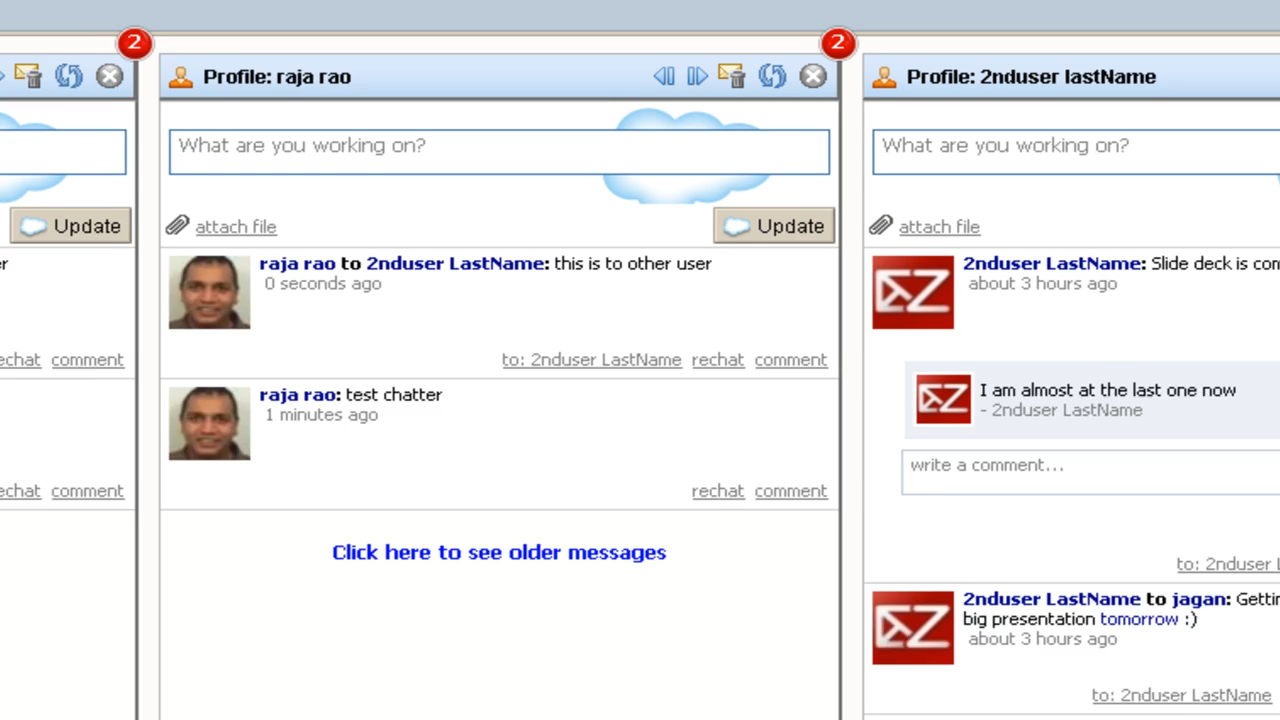 2
2
Profile: raja rao
Profile: 2nduser lastName
What are you working on?
What are you working on?
Update
attach file
Update
attach file
raja rao to 2nduser LastName: this is to other user
0 seconds ago
to: 2nduser LastName rechat comment
comment
raja rao: test chatter
1 minutes ago
rechat comment
comment
Click here to see older messages
2nduser LastName: Slide deck is
about 3 hours ago
I am almost at the last one now
- 2nduser LastName
write a comment...
to: 2nduser
2nduser LastName to jagan:
big presentation tomorrow :)
about 3 hours ago
to: 2nduser LastName